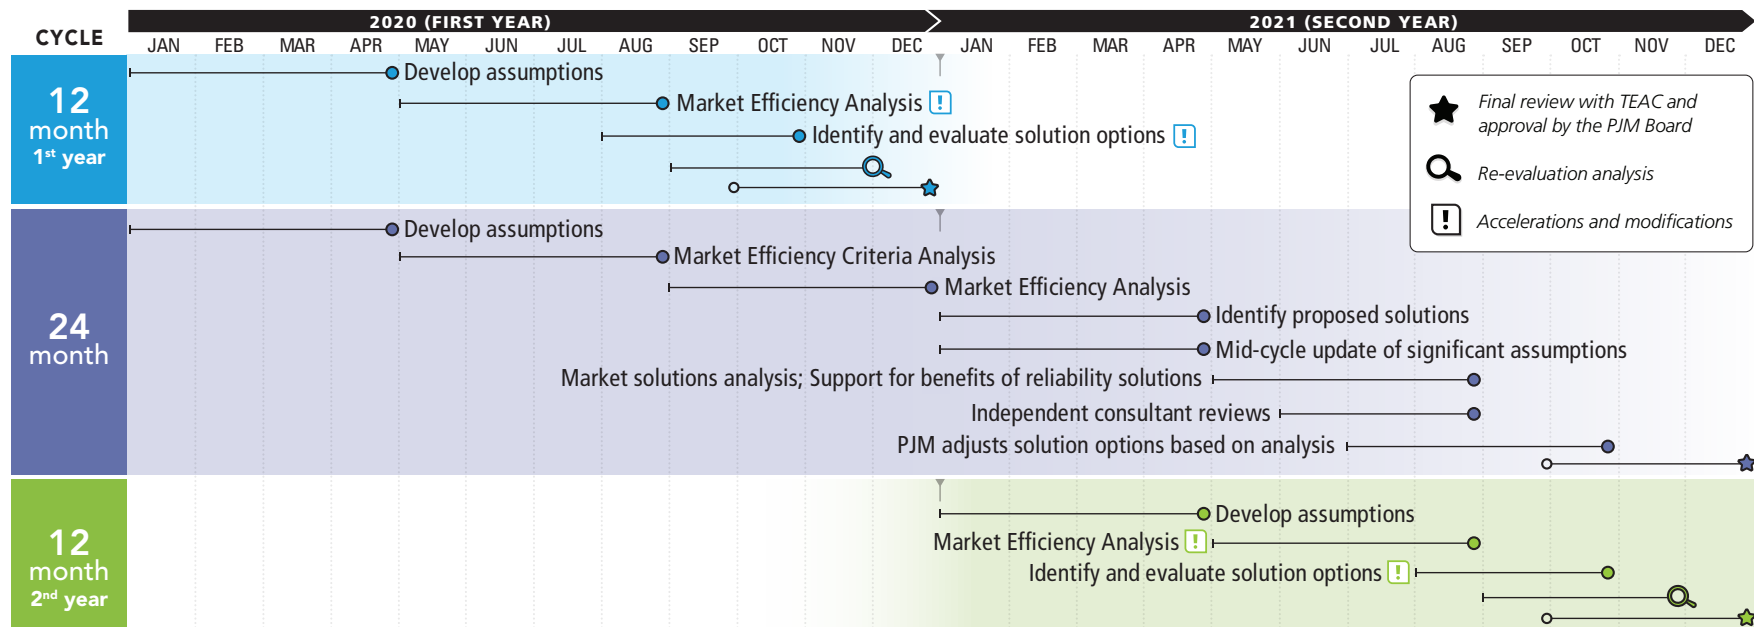 2020 (FIRST YEAR)
2021 (SECOND YEAR)
CYCLE
JAN FEB MAR APR MAY JUN JUL AUG SEP OCT NOV DEC JAN FEB MAR APR MAY JUN JUL AUG SEP OCT NOV DEC
12
month
1st year
Develop assumptions
Market Efficiency Analysis !
Identify and evaluate solution options !
Final review with TEAC and
approval by the PJM Board
Re-evaluation analysis
! Accelerations and modifications
24
month
Develop assumptions
Market Efficiency Criteria Analysis
Market Efficiency Analysis
Identify proposed solutions
Mid-cycle update of significant assumptions
Market solutions analysis; Support for benefits of reliability solutions
Independent consultant reviews
PJM adjusts solution options based on analysis
12
month
2nd year
Develop assumptions
Market Efficiency Analysis !
Identify and evaluate solution options !